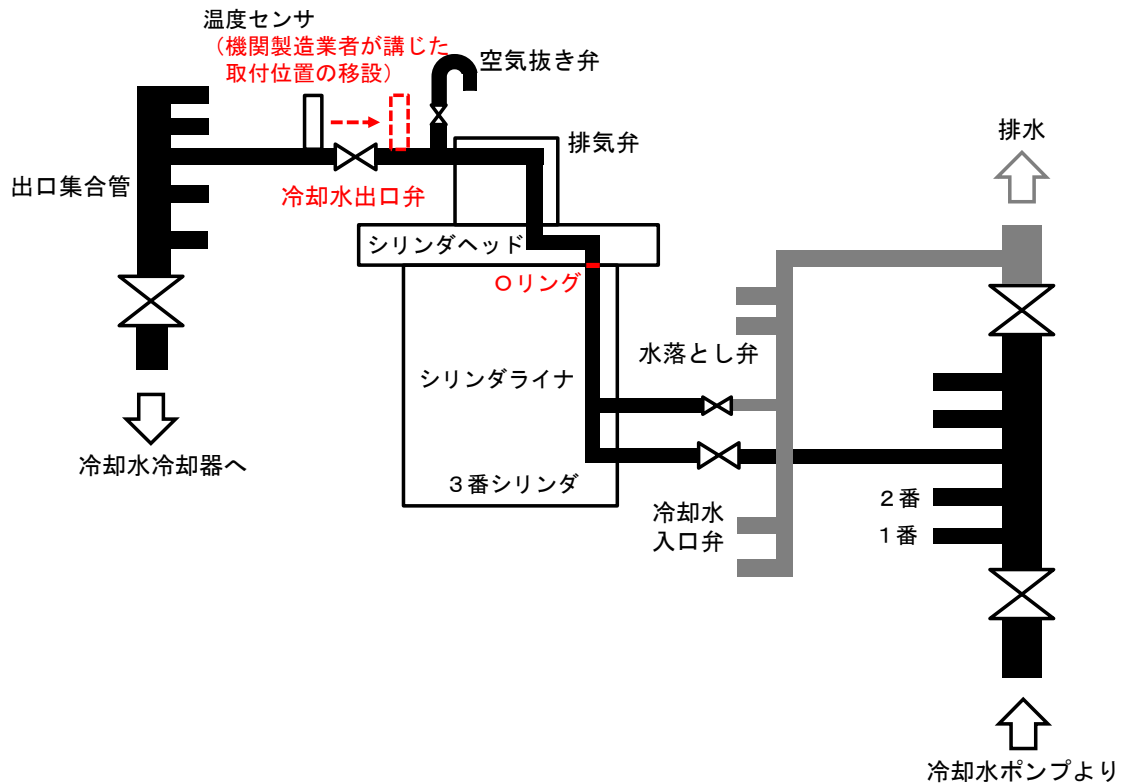 温度センサ
（機関製造業者が講じた
取付位置の移設）
空気抜き弁
排気弁
排水
出口集合管
冷却水出口弁
シリンダヘッド
Ｏリング
水落とし弁
シリンダライナ
冷却水冷却器へ
３番シリンダ
冷却水
入口弁
２番
１番
冷却水ポンプより